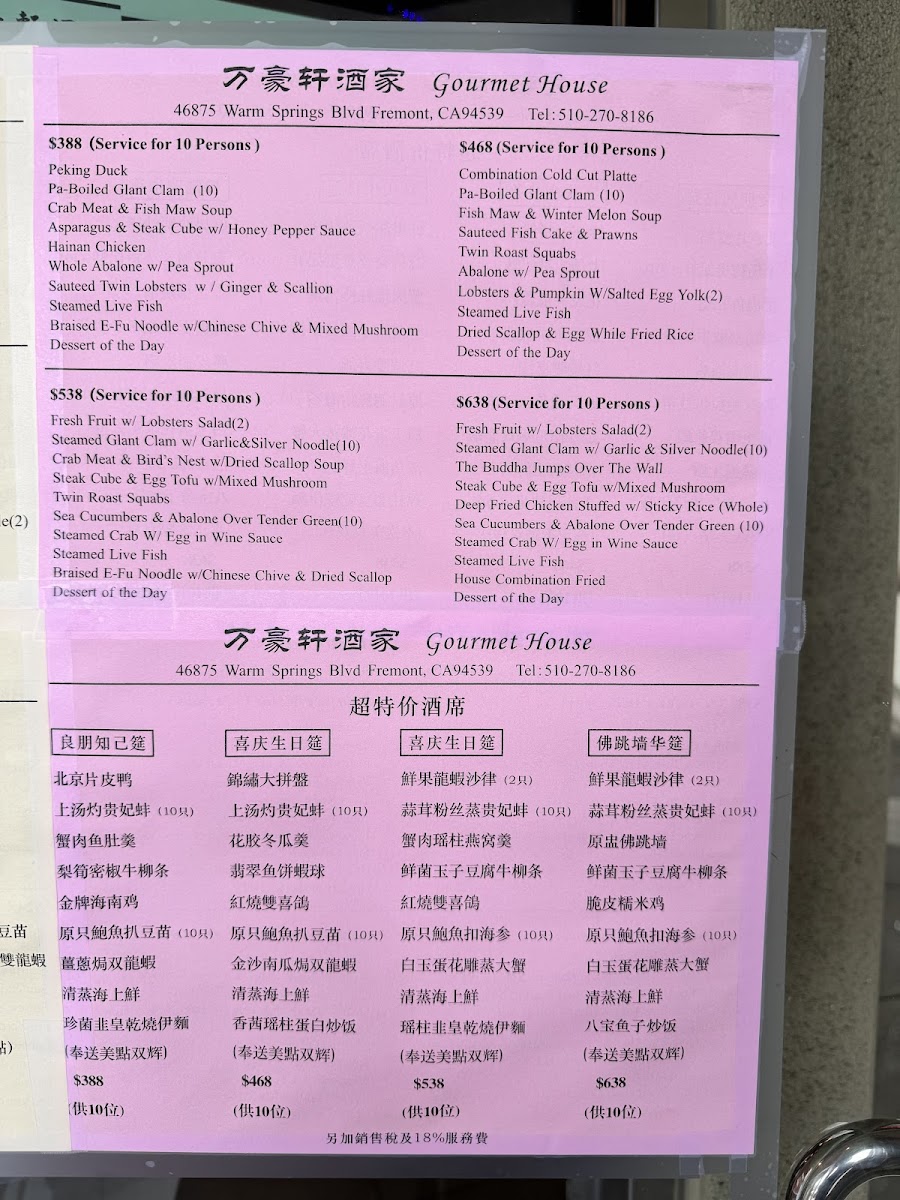 万豪轩酒家 Gourmet House
46875 Warm Springs Blvd Fremont, CA94539 Tel:510-270-8186
$388 (Service for 10 Persons )
Peking Duck
Pa-Boiled Glant Clam (10)
Crab Meat & Fish Maw Soup
Asparagus & Steak Cube w/ Honey Pepper Sauce
Hainan Chicken
Whole Abalone w/ Pea Sprout
Sauteed Twin Lobsters w / Ginger & Scallion
Steamed Live Fish
Braised E-Fu Noodle w/Chinese Chive & Mixed Mushroom
Dessert of the Day
$468 (Service for 10 Persons )
Combination Cold Cut Platte
Pa-Boiled Glant Clam (10)
Fish Maw & Winter Melon Soup
Sauteed Fish Cake & Prawns
Twin Roast Squabs
Abalone w/ Pea Sprout
Lobsters & Pumpkin W/Salted Egg Yolk(2)
Steamed Live Fish
Dried Scallop & Egg While Fried Rice
Dessert of the Day
$538 (Service for 10 Persons )
Fresh Fruit w/ Lobsters Salad(2)
Steamed Glant Clam w/ Garlic&Silver Noodle(10)
Crab Meat & Bird's Nest w/Dried Scallop Soup
Steak Cube & Egg Tofu w/Mixed Mushroom
Twin Roast Squabs
Sea Cucumbers & Abalone Over Tender Green(10)
Steamed Crab W/ Egg in Wine Sauce
Steamed Live Fish
Braised E-Fu Noodle w/Chinese Chive & Dried Scallop
Dessert of the Day
$638 (Service for 10 Persons )
Fresh Fruit w/ Lobsters Salad(2)
Steamed Glant Clam w/ Garlic & Silver Noodle(10)
The Buddha Jumps Over The Wall
Steak Cube & Egg Tofu w/Mixed Mushroom
Deep Fried Chicken Stuffed w/ Sticky Rice (Whole)
Sea Cucumbers & Abalone Over Tender Green (10)
Steamed Crab W/ Egg in Wine Sauce
Steamed Live Fish
House Combination Fried
Dessert of the Day
万豪轩酒家 Gourmet House
46875 Warm Springs Blvd Fremont, CA94539 Tel:510-270-8186
超特价酒席
良朋知己筵
北京片皮鸭
上汤灼贵妃蚌 (10只)
蟹肉鱼肚羹
梨筍密椒牛柳条
金牌海南鸡
原只鮑魚扒豆苗 (10只)
薑蔥焗双龍蝦
清蒸海上鮮
珍菌韭皇乾燒伊麵
(奉送美點双辉)
$388
(供10位)
喜庆生日筵
錦繡大拼盤
上汤灼贵妃蚌 (10只)
花胶冬瓜羹
翡翠鱼饼蝦球
紅燒雙喜鴿
原只鮑魚扒豆苗 (10只)
金沙南瓜焗双龍蝦
清蒸海上鮮
香茜瑶柱蛋白炒饭
(奉送美點双辉)
$468
(供10位)
喜庆生日筵
鮮果龍蝦沙律 (2只)
蒜茸粉丝蒸贵妃蚌 (10只)
蟹肉瑶柱燕窝羹
鲜菌玉子豆腐牛柳条
紅燒雙喜鴿
原只鮑魚扣海参 (10只)
白玉蛋花雕蒸大蟹
清蒸海上鮮
瑶柱韭皇乾燒伊麵
(奉送美點双辉)
$538
(供10位)
佛跳墙华筵
鮮果龍蝦沙律 (2只)
蒜茸粉丝蒸贵妃蚌 (10只)
原盅佛跳墙
鲜菌玉子豆腐牛柳条
脆皮糯米鸡
原只鮑魚扣海参 (10只)
白玉蛋花雕蒸大蟹
清蒸海上鮮
八宝鱼子炒饭
(奉送美點双辉)
$638
(供10位)
另加銷售稅及18%服務費
e(2)
豆苗
雙龍蝦